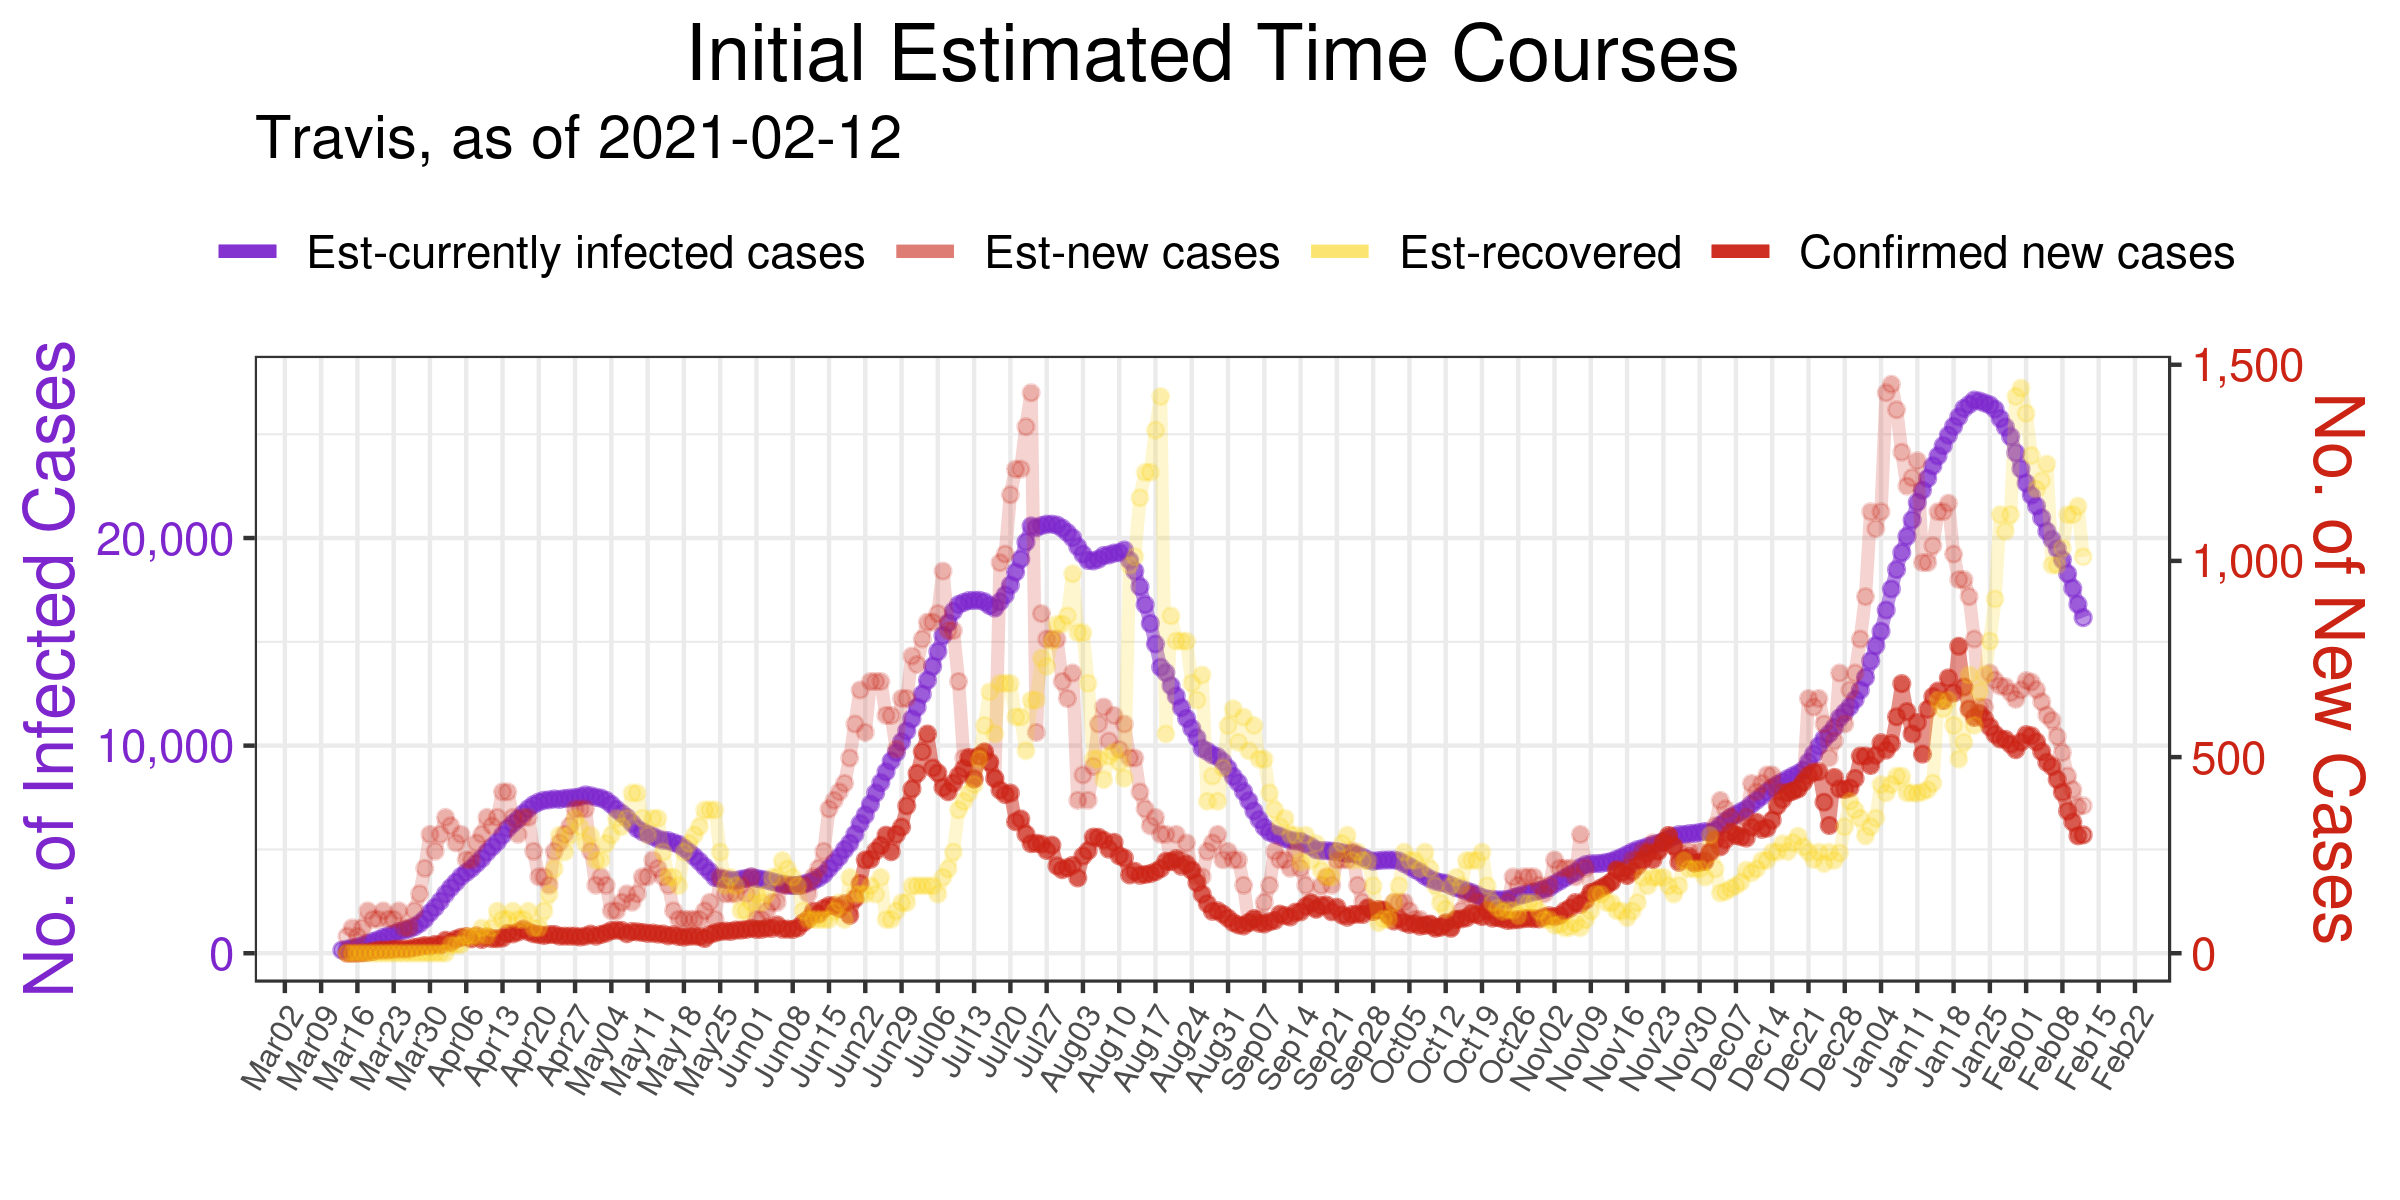 Initial Estimated Time Courses
Travis, as of 2021-02-12
Est-currently infected cases Est-new cases Est-recovered Confirmed new cases
No. of Infected Cases
20,000
10,000
0
1,500
1,000
500
0
No. of New Cases
Mar02 Mar09 Mar16 Mar23 Mar30 Apr06 Apr13 Apr20 Apr27 May04 May11 May18 May25 Jun01 Jun08 Jun15 Jun22 Jun29 Jul06 Jul13 Jul20 Jul27 Aug03 Aug10 Aug17 Aug24 Aug31 Sep07 Sep14 Sep21 Sep28 Oct05 Oct12 Oct19 Oct26 Nov02 Nov09 Nov16 Nov23 Nov30 Dec07 Dec14 Dec21 Dec28 Jan04 Jan11 Jan18 Jan25 Feb01 Feb08 Feb15 Feb22